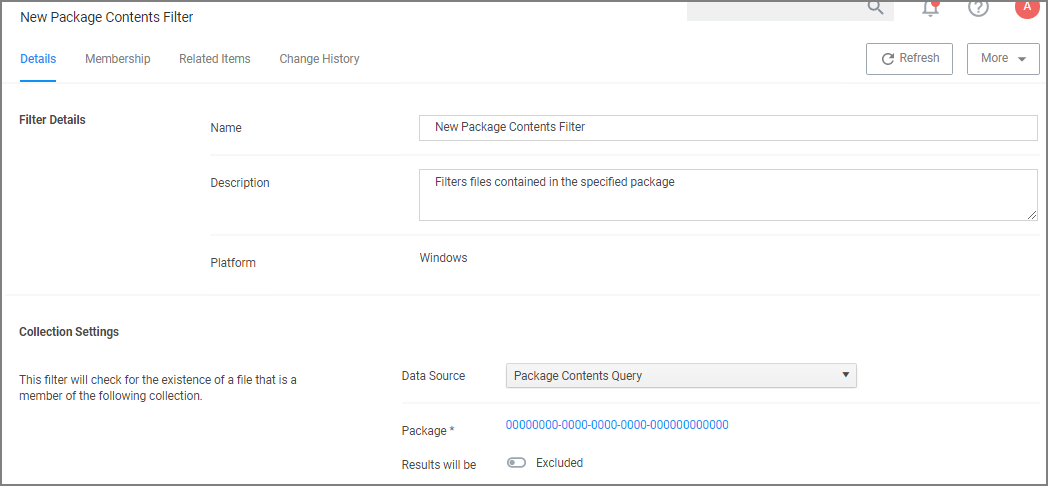 New Package Contents Filter
A
Details Membership Related Items Change History Refresh More
Filter Details
Name New Package Contents Filter
Description Filters files contained in the specified package
Platform Windows
Collection Settings
This filter will check for the existence of a file that is a
member of the following collection.
Data Source Package Contents Query
Package * 00000000-0000-0000-0000-000000000000
Results will be Excluded